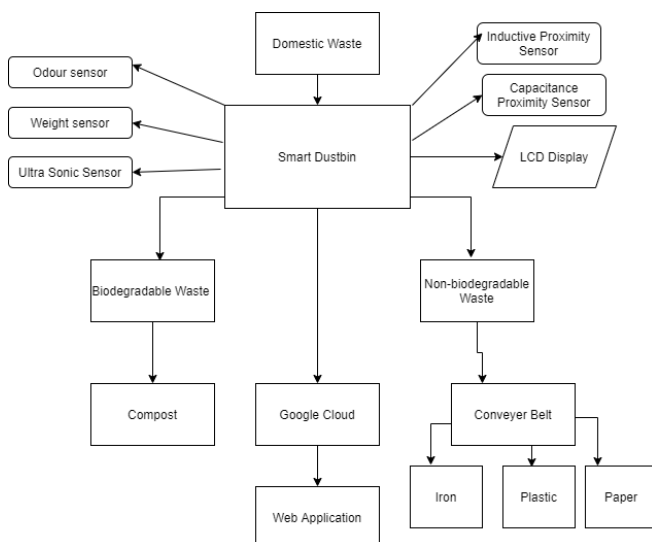 Domestic Waste
Inductive Proximity
Sensor
Odour sensor
Capacitance
Proximity Sensor
Weight sensor
Smart Dustbin
LCD Display
Ultra Sonic Sensor
Biodegradable Waste
Non-biodegradable
Waste
Compost
Google Cloud
Conveyer Belt
Iron
Plastic
Paper
Web Application